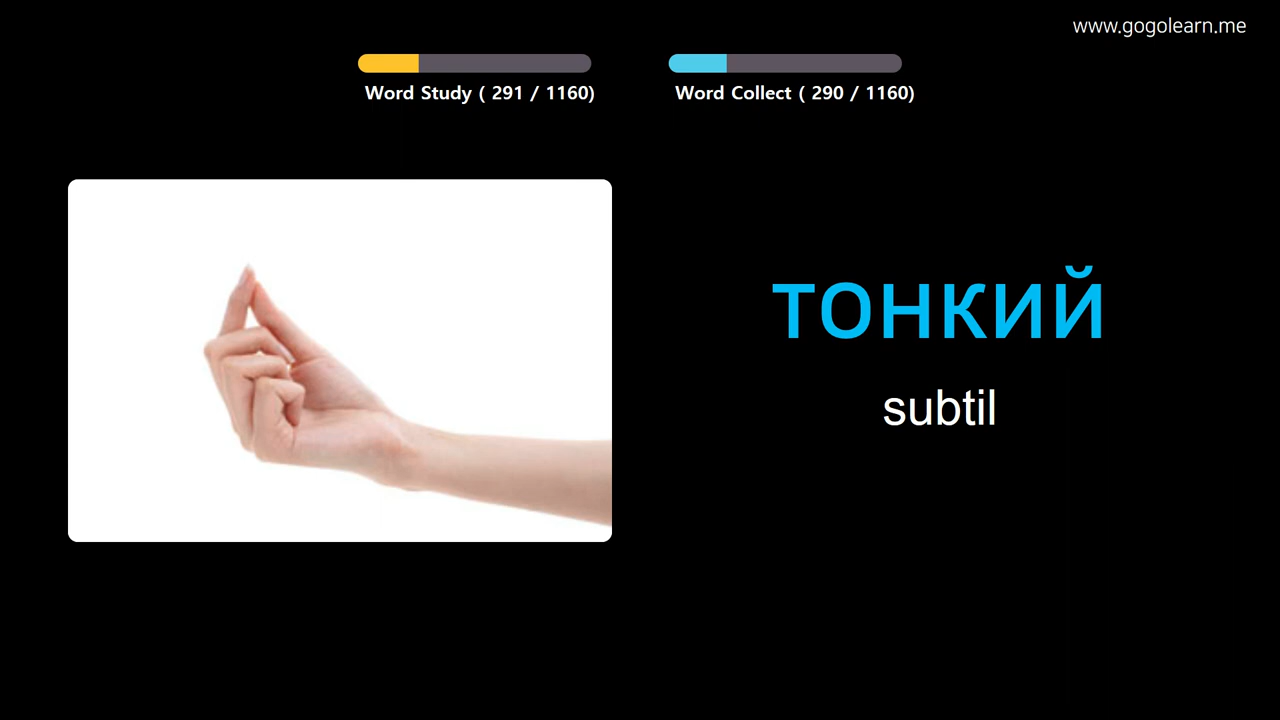 www.gogolearn.me
Word Study ( 291 / 1160)
Word Collect ( 290 / 1160)
тонкий
subtil